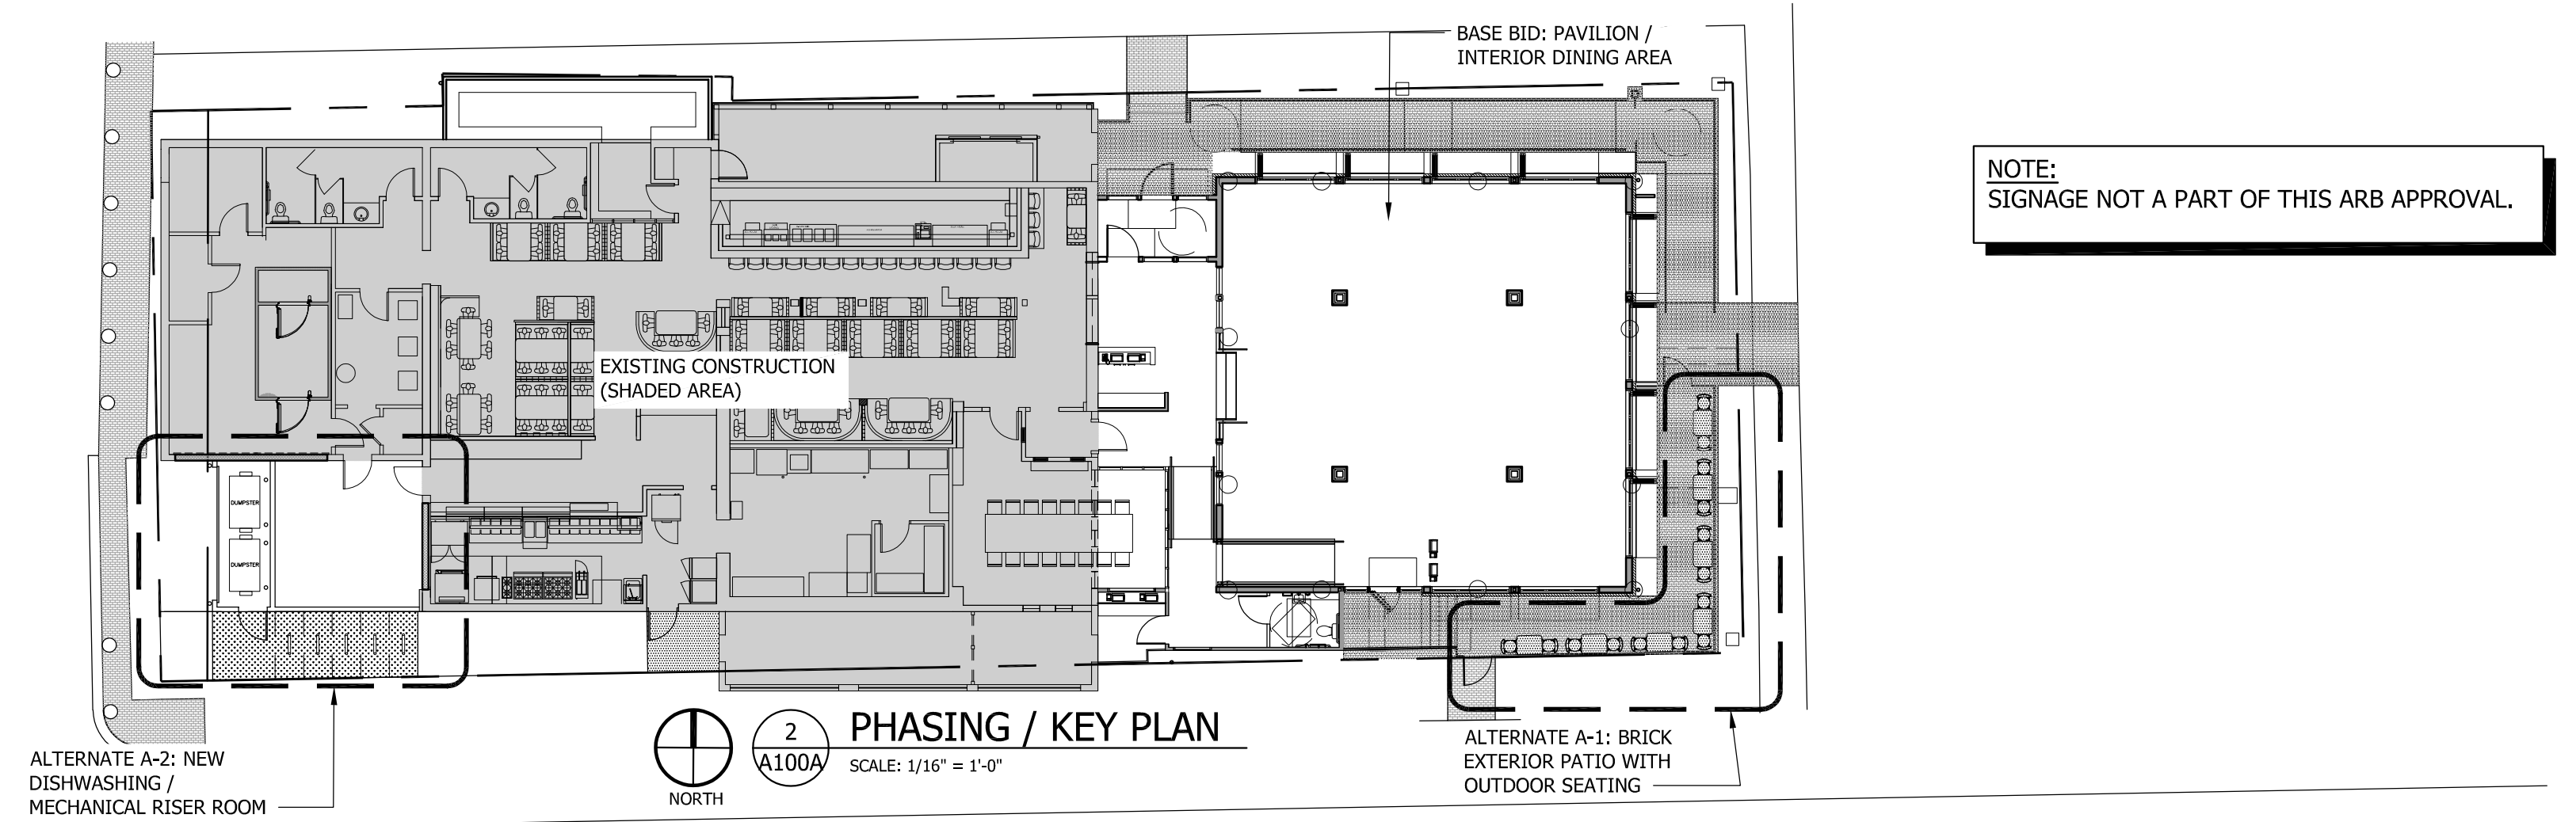 BASE BID: PAVILION /
INTERIOR DINING AREA
NOTE:
SIGNAGE NOT A PART OF THIS ARB APPROVAL.
EXISTING CONSTRUCTION
(SHADED AREA)
DUMPSTER
DUMPSTER
ALTERNATE A-2: NEW
DISHWASHING /
MECHANICAL RISER ROOM
NORTH
2
A100A
PHASING / KEY PLAN
SCALE: 1/16" = 1'-0"
ALTERNATE A-1: BRICK
EXTERIOR PATIO WITH
OUTDOOR SEATING